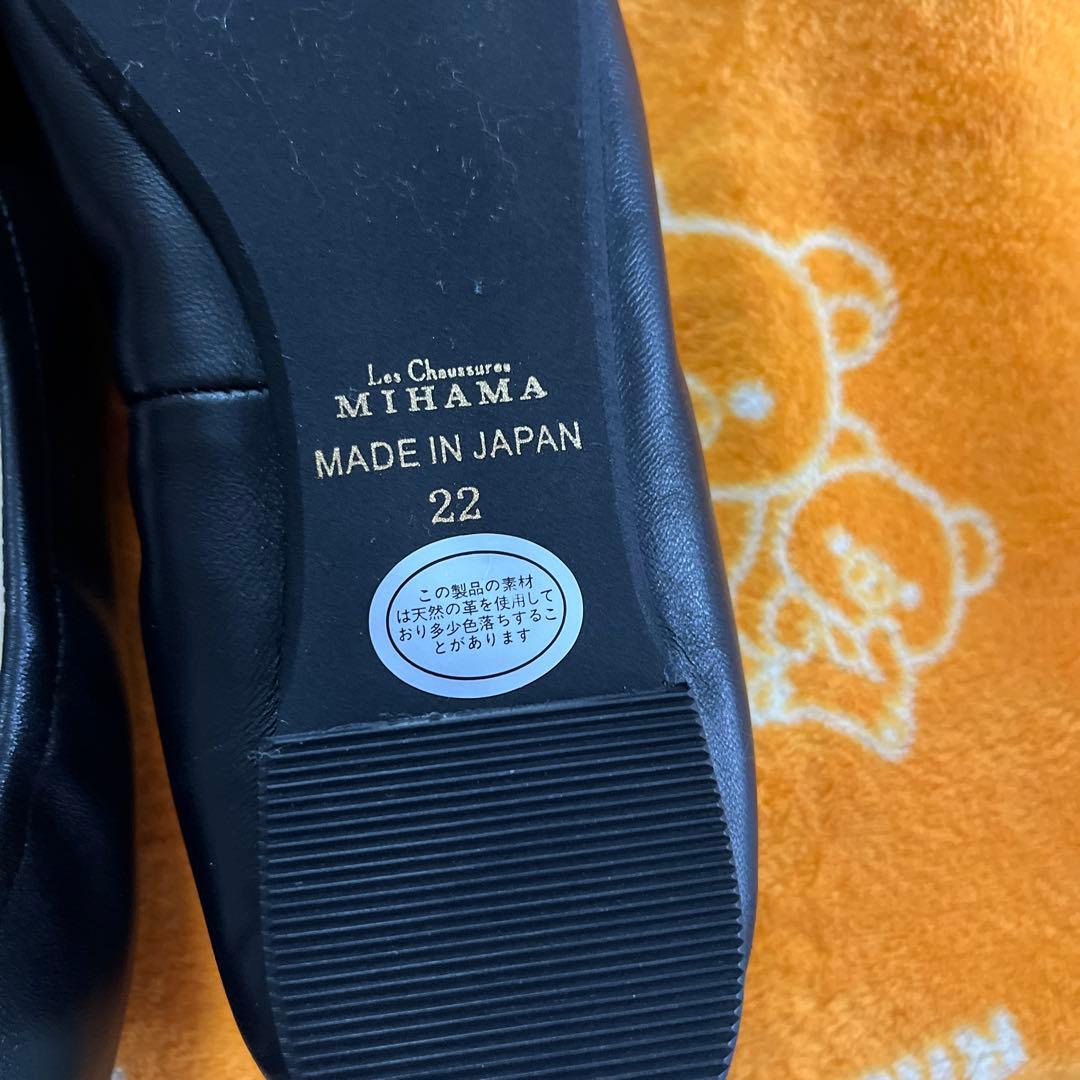 Les Chaussures
MIHAMA
MADE IN JAPAN
22
この製品の素材
は天然の革を使用して
おり多少色落ちするこ
とがあります